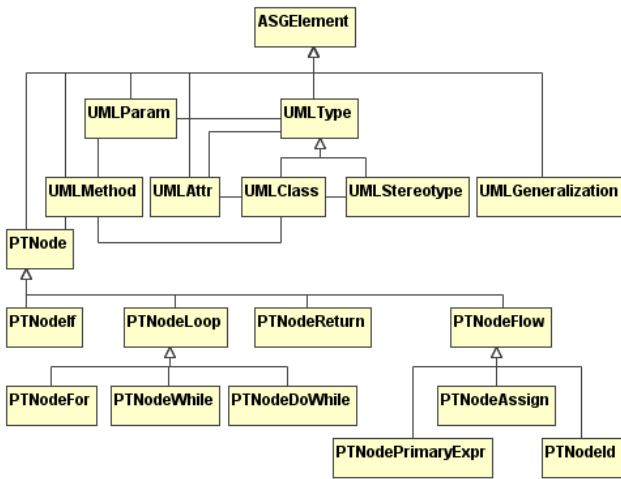 ASGElement
UMLParam
UMLType
UMLMethod
UMLAttr
UMLClass
UMLStereotype
UMLGeneralization
PTNode
PTNodeIf
PTNodeLoop
PTNodeReturn
PTNodeFlow
PTNodeFor
PTNodeWhile
PTNodeDoWhile
PTNodeAssign
PTNodePrimaryExpr
PTNodeId